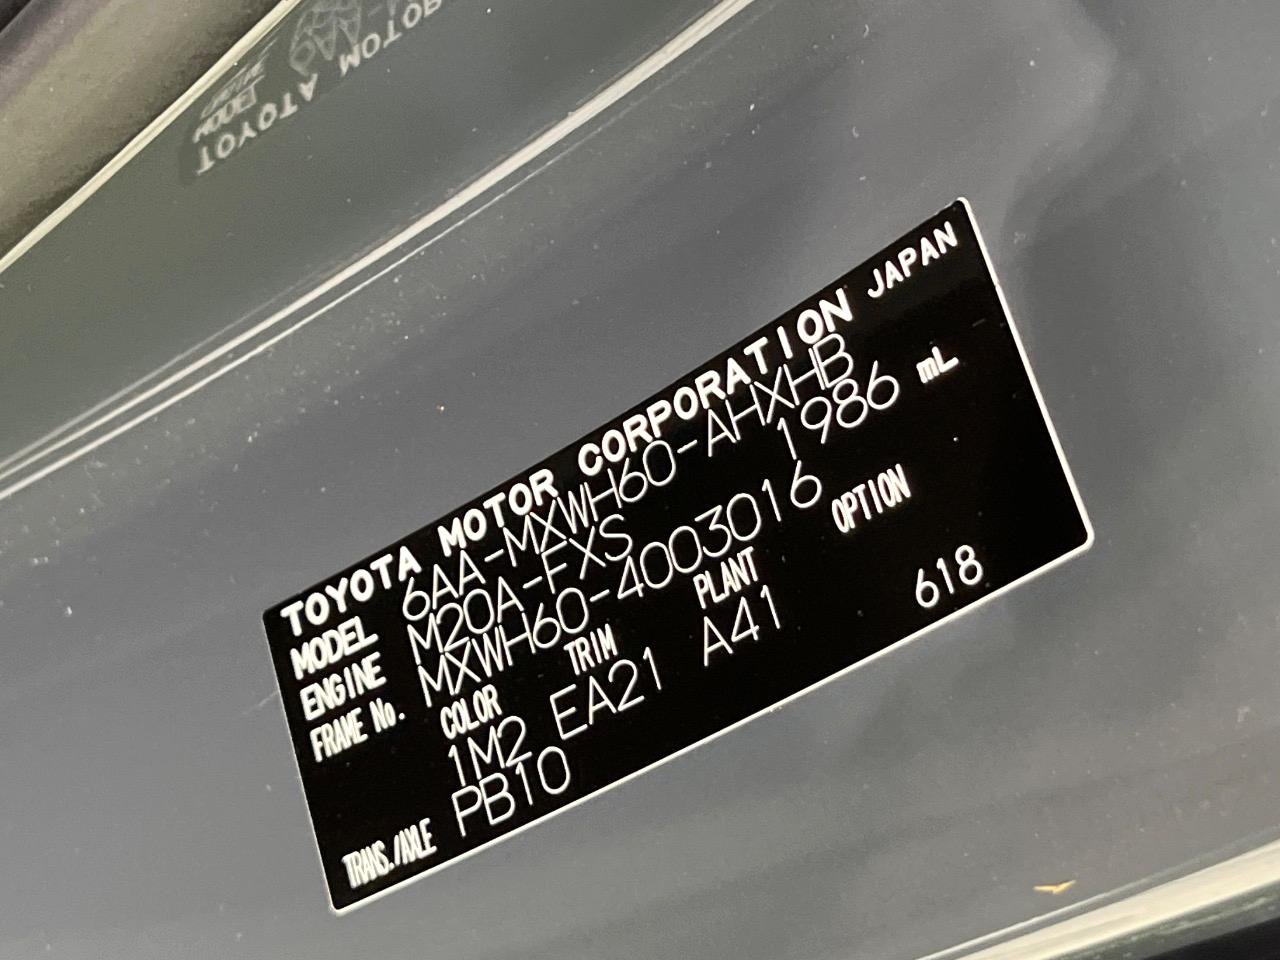 TOYOTA MOTOR CORPORATION JAPAN
MODEL 6AA-MXWH60-AHXHB
ENGINE M20A-FXS 1986 mL
FRAME No. MXWH60-4003016
COLOR TRIM PLANT OPTION
1M2 EA21 A41 618
TRANS./AXLE PB10
TOYOTA MOTOR
MODEL